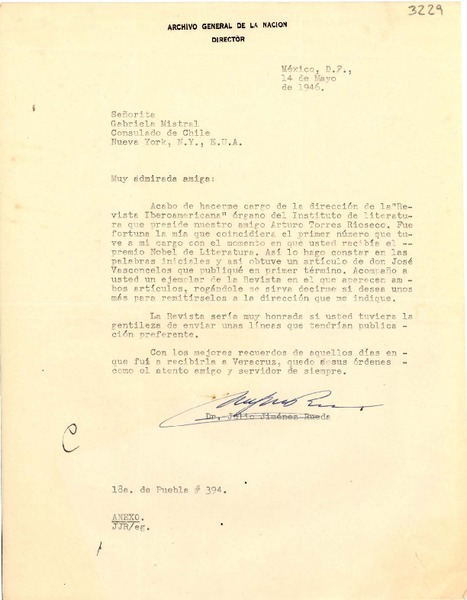 3229
ARCHIVO GENERAL DE LA NACION
DIRECTOR
México, D.F.,
14 de Mayo
de 1946.
Señorita
Gabriela Mistral
Consulado de Chile
Nueva York, N.Y., E.U.A.
Muy admirada amiga:
Acabo de hacerme cargo de la dirección de la"Re-
vista Iberoamericana" órgano del Instituto de literatu-
ra que preside nuestro amigo Arturo Torres Rioseco. Fue
fortuna la mía que coincidiera el primer número que tu-
ve a mi cargo con el momento en que usted recibía el --
premio Nobel de Literatura. Así lo hago constar en las
palabras iniciales y así obtuve un artículo de don José
Vasconcelos que publiqué en primer término. Acompaño a
usted un ejemplar de la Revista en el que aparecen am-
bos artículos, rogándole se sirva decirme si desea unos
más para remitírselos a la dirección que me indique.
La Revista sería muy honrada si usted tuviera la
gentileza de enviar unas líneas que tendrían publica -
ción preferente.
Con los mejores recuerdos de aquellos días en -
que fui a recibirla a Veracruz, quedo desus órdenes -
como el atento amigo y servidor de siempre.
Dr. Julio Jiménez Rueda
18a. de Puebla # 394.
ANEXO.
JJR/eg.